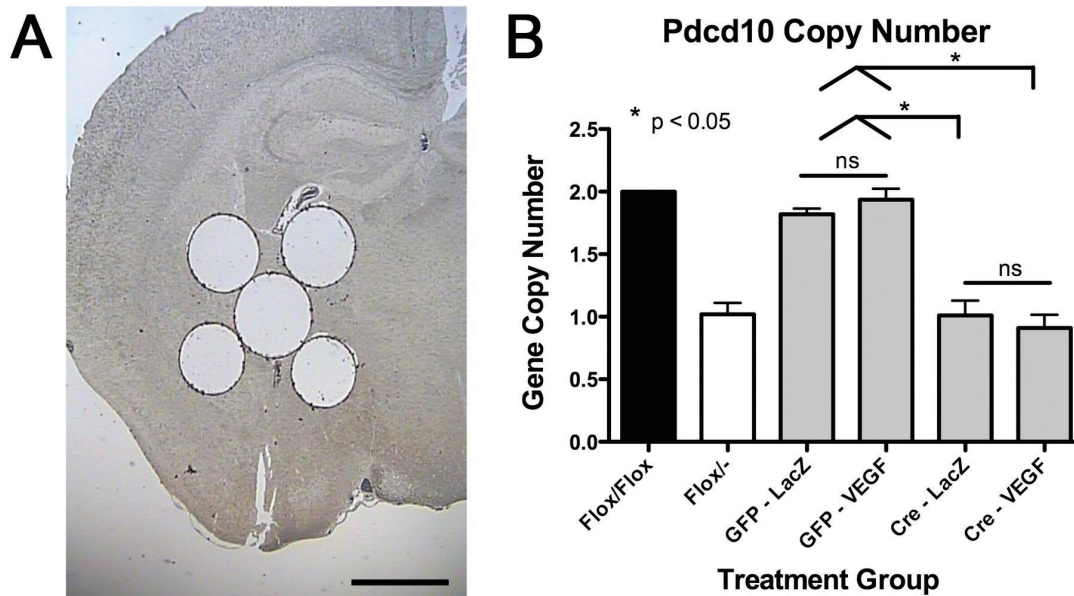 A
B
Pdcd10 Copy Number
*
*
* p < 0.05
ns
ns
Gene Copy Number
2.5
2.0
1.5
1.0
0.5
0.0
Flox/Flox
Flox/-
GFP - LacZ
GFP - VEGF
Cre - LacZ
Cre - VEGF
Treatment Group